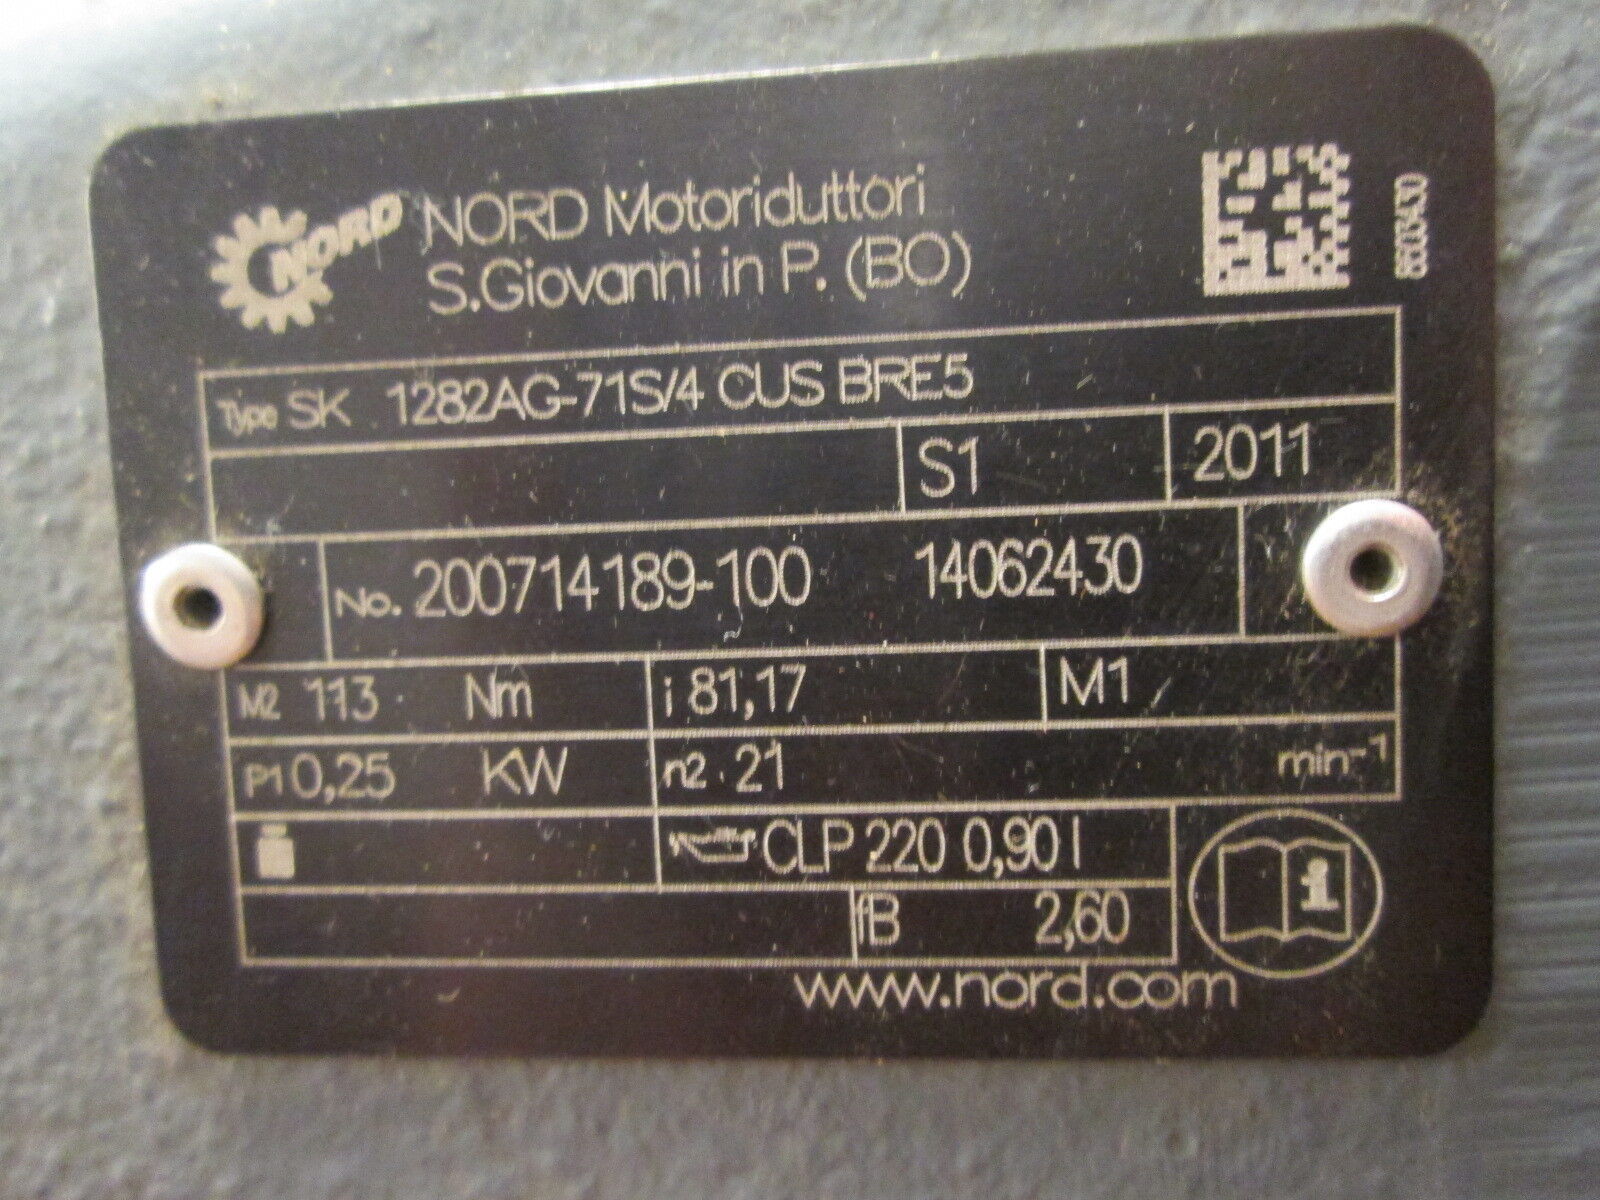 NORD
NORD Motoriduttori
S.Giovanni in P. (BO)
Type SK 1282AG-71S/4 CUS BRE5
S1 2011
No. 200714189-100 14062430
M2 113 Nm i 81,17 M1
P1 0,25 KW n2 21 min-1
CLP 220 0,90 l
fB 2,60
www.nord.com